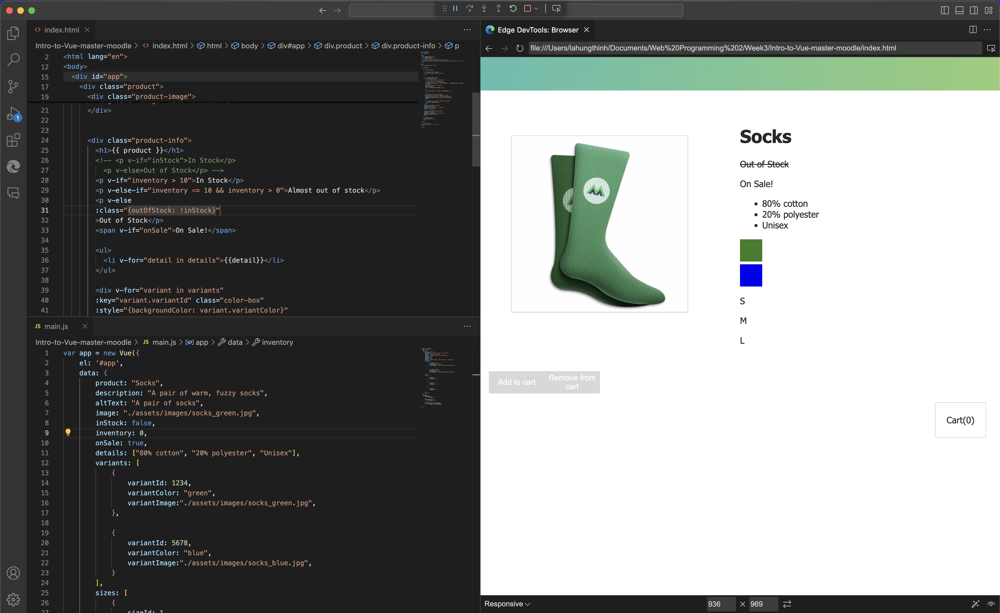 index.html
Intro-to-Vue-master-moodle > index.html > html > body > div#app > div.product > div.product-info > p
2 <html lang="en">
12 <body>
15 <div id="app">
17 <div class="product">
19 <div class="product-image">
21 </div>
22
23
24 <div class="product-info">
25 <h1>{{ product }}</h1>
26 <!-- <p v-if="inStock">In Stock</p>
27 <p v-else>Out of Stock</p> -->
28 <p v-if="inventory > 10">In Stock</p>
29 <p v-else-if="inventory <= 10 && inventory > 0">Almost out of stock</p>
30 <p v-else
31 :class="{outOfStock: !inStock}"
32 >Out of Stock</p>
33 <span v-if="onSale">On Sale!</span>
34
35 <ul>
36 <li v-for="detail in details">{{detail}}</li>
37 </ul>
38
39 <div v-for="variant in variants"
40 :key="variant.variantId" class="color-box"
41 :style="{backgroundColor: variant.variantColor}"
1
JS main.js
Intro-to-Vue-master-moodle > JS main.js > app > data > inventory
1 var app = new Vue({
2 el: '#app',
3 data: {
4 product: "Socks",
5 description: "A pair of warm, fuzzy socks",
6 altText: "A pair of socks",
7 image: "./assets/images/socks_green.jpg",
8 inStock: false,
9 inventory: 0,
10 onSale: true,
11 details: ["80% cotton", "20% polyester", "Unisex"],
12 variants: [
13 {
14 variantId: 1234,
15 variantColor: "green",
16 variantImage:"./assets/images/socks_green.jpg",
17 },
18
19 {
20 variantId: 5678,
21 variantColor: "blue",
22 variantImage:"./assets/images/socks_blue.jpg",
23 }
24 ],
25 sizes: [
26 {
27 sizeId: 1,
Edge DevTools: Browser
file:///Users/lahungthinh/Documents/Web%20Programming%202/Week3/Intro-to-Vue-master-moodle/index.html
Socks
Out of Stock
On Sale!
80% cotton
20% polyester
Unisex
S
M
L
Add to cart
Remove from
cart
Cart(0)
Responsive
936 × 969